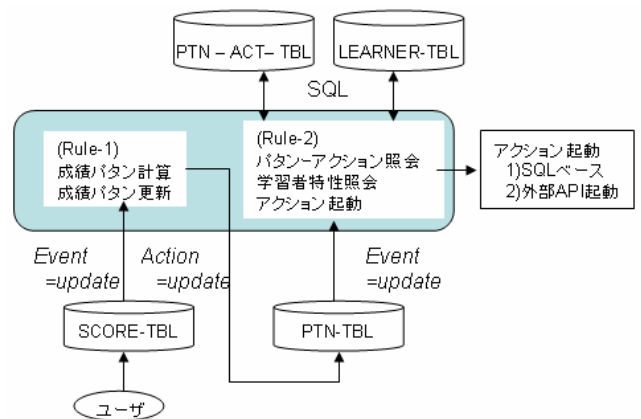 PTN – ACT– TBL
LEARNER-TBL
SQL
(Rule-1)
成績パタン計算
成績パタン更新
(Rule-2)
パタンーアクション照会
学習者特性照会
アクション起動
アクション起動
1)SQLベース
2)外部API起動
Event
=update
Action
=update
Event
=update
SCORE-TBL
PTN-TBL
ユーザ